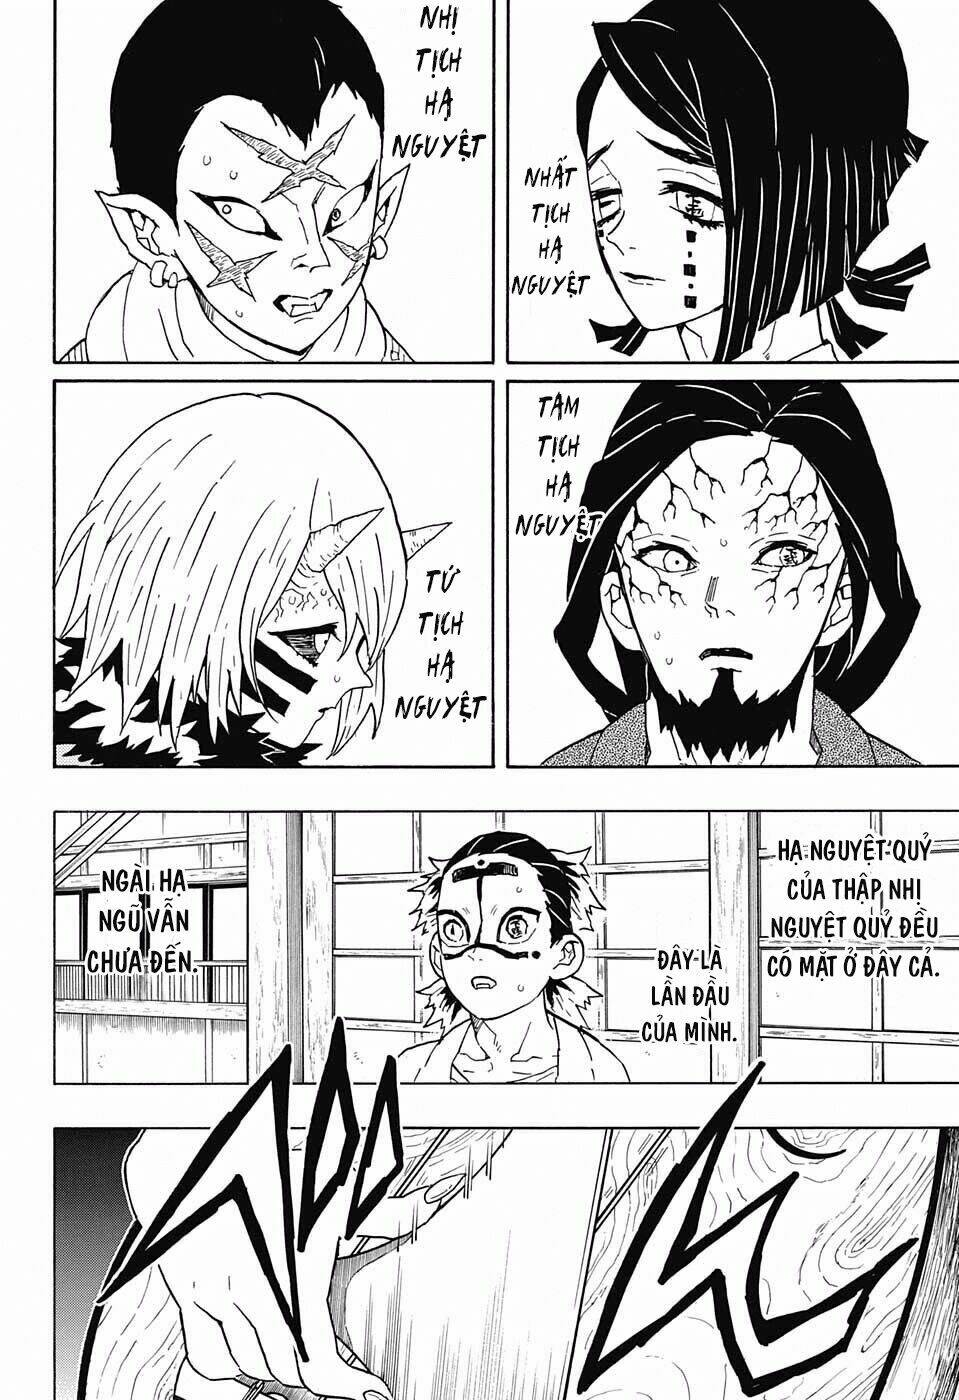 NHẤT
TỊCH
HẠ
NGUYỆT
NHỊ
TỊCH
HẠ
NGUYỆT
TAM
TỊCH
HẠ
NGUYỆT
TỨ
TỊCH
HẠ
NGUYỆT
HẠ NGUYỆT QUỶ
CỦA THẬP NHỊ
NGUYỆT QUỶ ĐỀU
CÓ MẶT Ở ĐÂY CẢ.
ĐÂY LÀ
LẦN ĐẦU
CỦA MÌNH.
NGÀI HẠ
NGŨ VẪN
CHƯA ĐẾN.